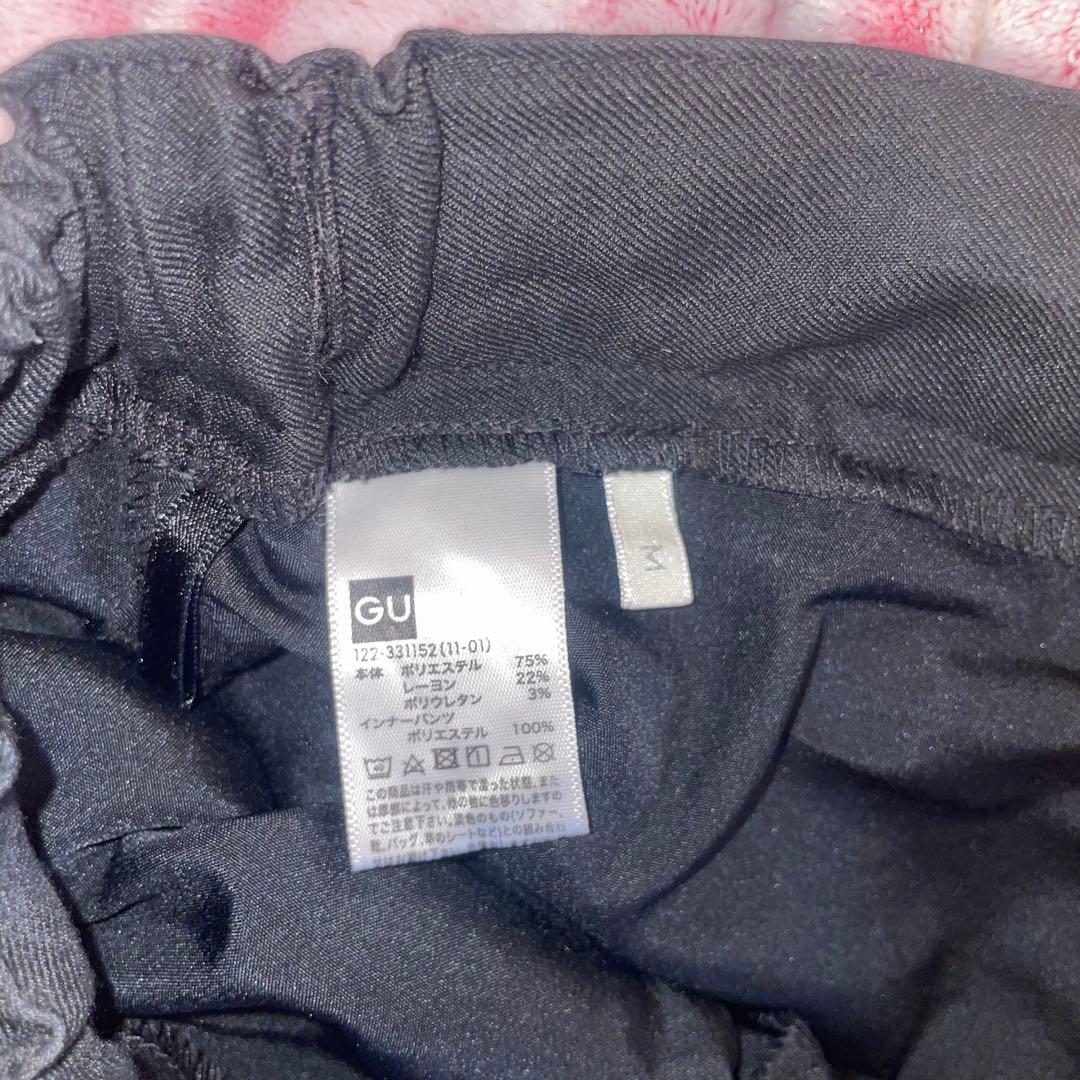 GU
122-331152(11-01)
本体 ポリエステル 75%
レーヨン 22%
ポリウレタン 3%
インナーパンツ
ポリエステル 100%
この商品は汗や雨等で湿った状態、また
は摩擦によって、他の物に色移りしますの
でご注意下さい。淡色のもの(ソファー、
靴、バッグ、車のシートなど)との組み合わ
M